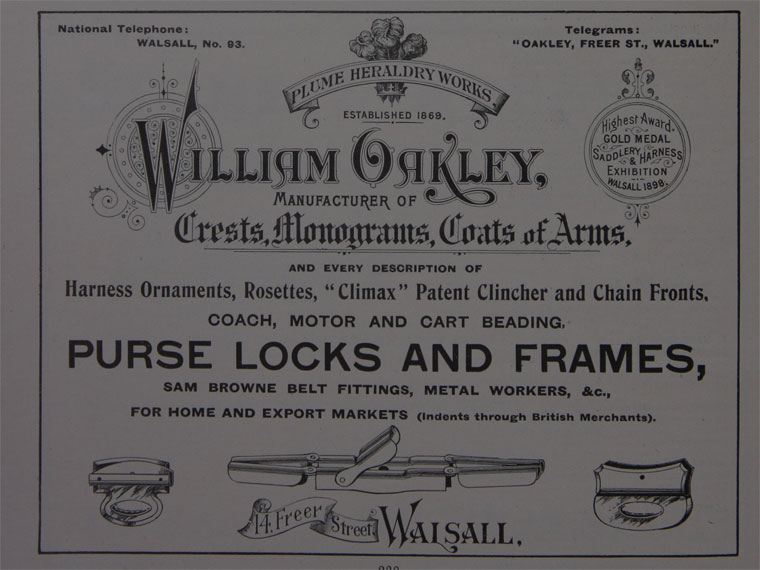 National Telephone:
WALSALL, No. 93.
Telegrams:
"OAKLEY, FREER ST., WALSALL."
PLUME HERALDRY WORKS.
ESTABLISHED 1869.
Highest Award.
GOLD MEDAL
SADDLERY & HARNESS
EXHIBITION
WALSALL 1898.
WILLIAM OAKLEY,
MANUFACTURER OF
Crests, Monograms, Coats of Arms,
AND EVERY DESCRIPTION OF
Harness Ornaments, Rosettes, "Climax" Patent Clincher and Chain Fronts,
COACH, MOTOR AND CART BEADING,
PURSE LOCKS AND FRAMES,
SAM BROWNE BELT FITTINGS, METAL WORKERS, &c.,
FOR HOME AND EXPORT MARKETS (Indents through British Merchants).
14, Freer Street, WALSALL.